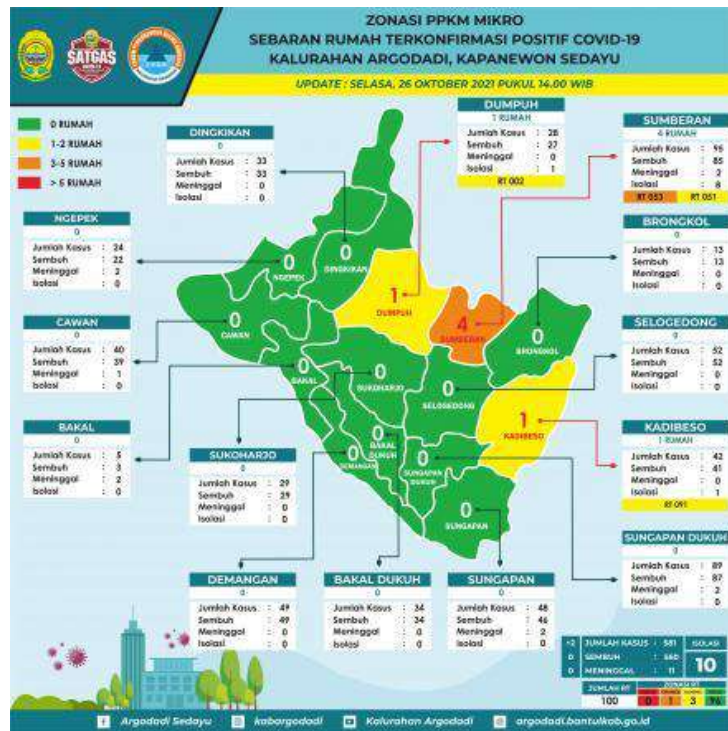 SATGAS
ZONASI PPKM MIKRO
SEBARAN RUMAH TERKONFIRMASI POSITIF COVID-19
KALURAHAN ARGODADI, KAPANEWON SEDAYU
UPDATE : SELASA, 26 OKTOBER 2021 PUKUL 14.00 WIB
0 RUMAH
1-2 RUMAH
3-5 RUMAH
> 5 RUMAH
DINGKIKAN
0
Jumlah Kasus : 33
Sembuh : 33
Meninggal : 0
Isolasi : 0
DUMPUH
1 RUMAH
Jumlah Kasus : 28
Sembuh : 27
Meninggal : 0
Isolasi : 1
RT 002
SUMBERAN
4 RUMAH
Jumlah Kasus : 95
Sembuh : 85
Meninggal : 2
Isolasi : 8
RT 053 RT 051
NGEPEK
0
Jumlah Kasus : 24
Sembuh : 22
Meninggal : 2
Isolasi : 0
BRONGKOL
0
Jumlah Kasus : 13
Sembuh : 13
Meninggal : 0
Isolasi : 0
CAWAN
0
Jumlah Kasus : 40
Sembuh : 39
Meninggal : 1
Isolasi : 0
SELOGEDONG
0
Jumlah Kasus : 52
Sembuh : 52
Meninggal : 0
Isolasi : 0
BAKAL
0
Jumlah Kasus : 5
Sembuh : 3
Meninggal : 2
Isolasi : 0
KADIBESO
1 RUMAH
Jumlah Kasus : 42
Sembuh : 41
Meninggal : 0
Isolasi : 1
RT 091
SUKOHARJO
0
Jumlah Kasus : 29
Sembuh : 29
Meninggal : 0
Isolasi : 0
SUNGAPAN DUKUH
0
Jumlah Kasus : 89
Sembuh : 87
Meninggal : 2
Isolasi : 0
DEMANGAN
0
Jumlah Kasus : 49
Sembuh : 49
Meninggal : 0
Isolasi : 0
BAKAL DUKUH
0
Jumlah Kasus : 34
Sembuh : 34
Meninggal : 0
Isolasi : 0
SUNGAPAN
0
Jumlah Kasus : 48
Sembuh : 46
Meninggal : 2
Isolasi : 0
0
NGEPEK
0
DINGKIKAN
1
DUMPUH
4
SUMBERAN
0
BRONGKOL
0
CAWAN
0
BAKAL
0
SUKOHARJO
0
SELOGEDONG
1
KADIBESO
0
BAKAL
DUKUH
0
DEMANGAN
0
SUNGAPAN
DUKUH
0
SUNGAPAN
+2 JUMLAH KASUS : 581
0 SEMBUH : 560
0 MENINGGAL : 11
ISOLASI
10
JUMLAH RT
100
ZONASI RT
0 1 3 96
Argodadi Sedayu
kabargodadi
Kalurahan Argodadi
argodadi.bantulkab.go.id